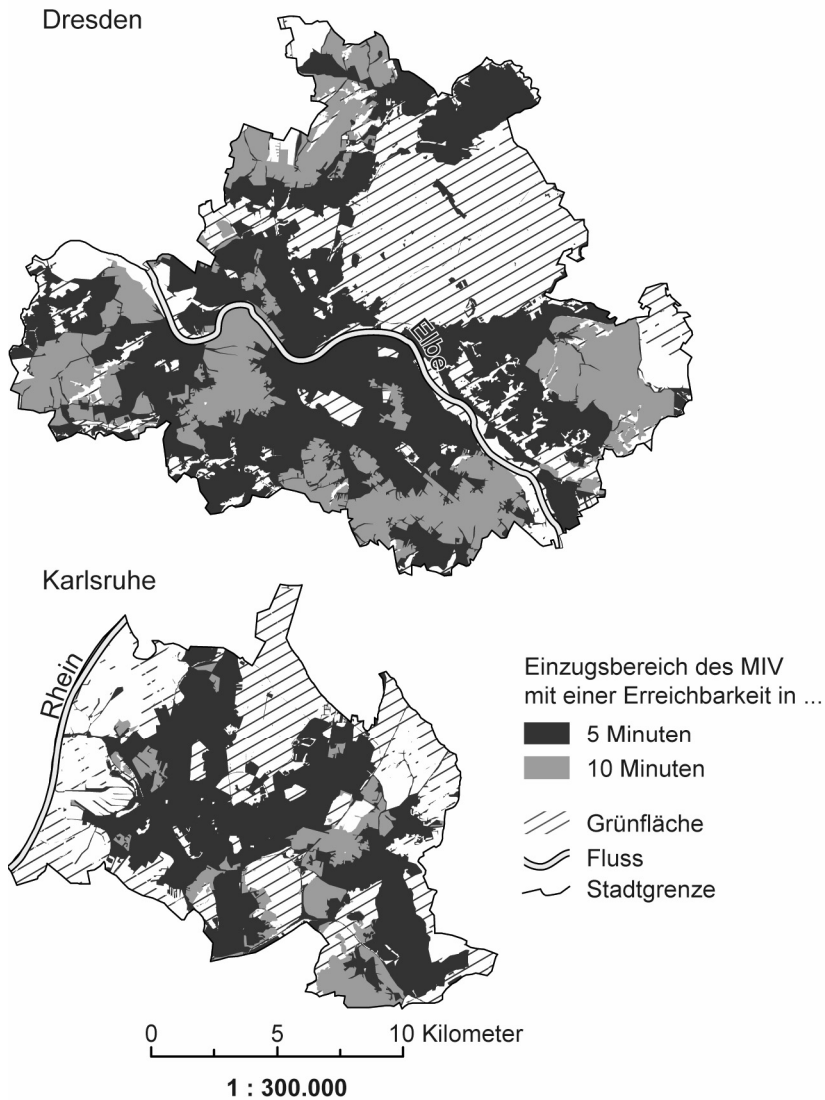 Dresden
Elbe
Karlsruhe
Rhein
Einzugsbereich des MIV
mit einer Erreichbarkeit in ...
5 Minuten
10 Minuten
Grünfläche
Fluss
Stadtgrenze
0 5 10 Kilometer
1 : 300.000